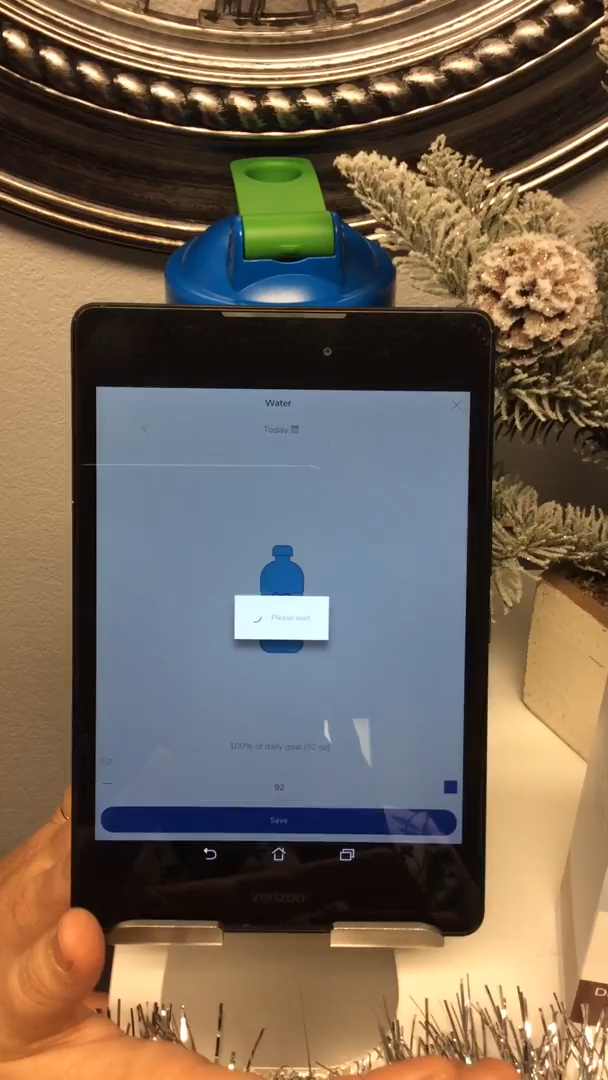 Water
Today
Please wait.
100% of daily goal (92 oz)
92
Save
verizon